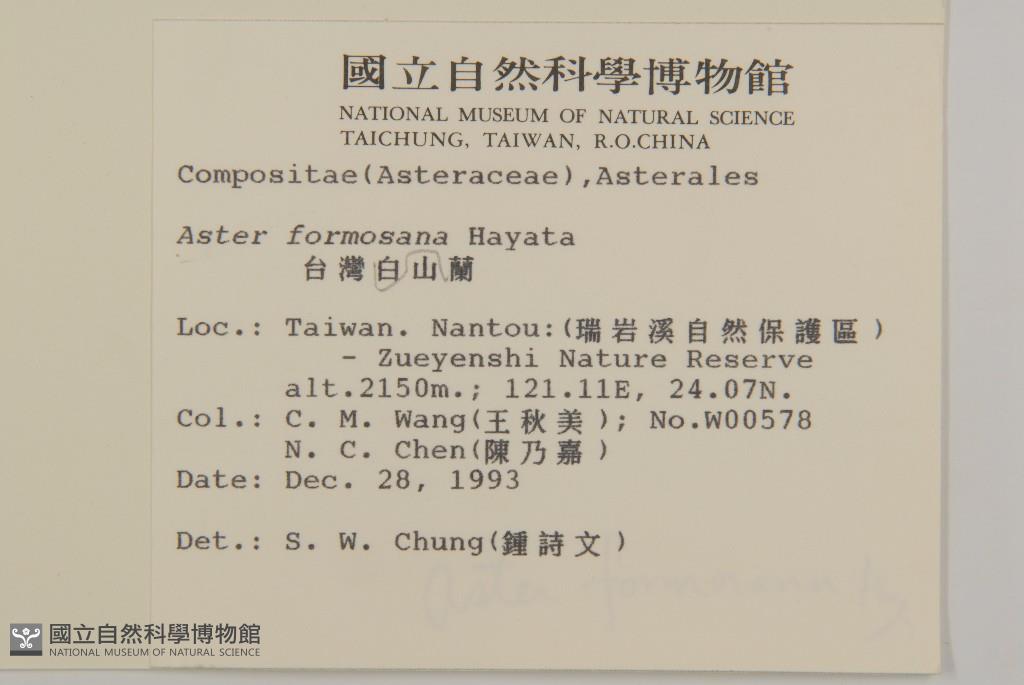 國立自然科學博物館
NATIONAL MUSEUM OF NATURAL SCIENCE
TAICHUNG, TAIWAN, R.O.CHINA
Compositae(Asteraceae),Asterales
Aster formosana Hayata
台灣白山蘭
Loc.: Taiwan. Nantou:(瑞岩溪自然保護區)
- Zueyenshi Nature Reserve
alt.2150m.; 121.11E, 24.07N.
Col.: C. M. Wang(王秋美); No.W00578
N. C. Chen(陳乃嘉)
Date: Dec. 28, 1993
Det.: S. W. Chung(鍾詩文)
Aster formosana
國立自然科學博物館
NATIONAL MUSEUM OF NATURAL SCIENCE